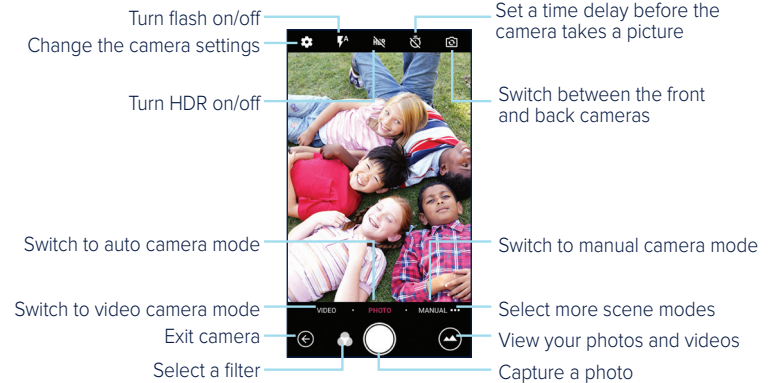 Turn flash on/off
Change the camera settings
Turn HDR on/off
Switch to auto camera mode
Switch to video camera mode
Exit camera
Select a filter
A
HDR
VIDEO • PHOTO • MANUAL •••
Set a time delay before the
camera takes a picture
Switch between the front
and back cameras
Switch to manual camera mode
Select more scene modes
View your photos and videos
Capture a photo